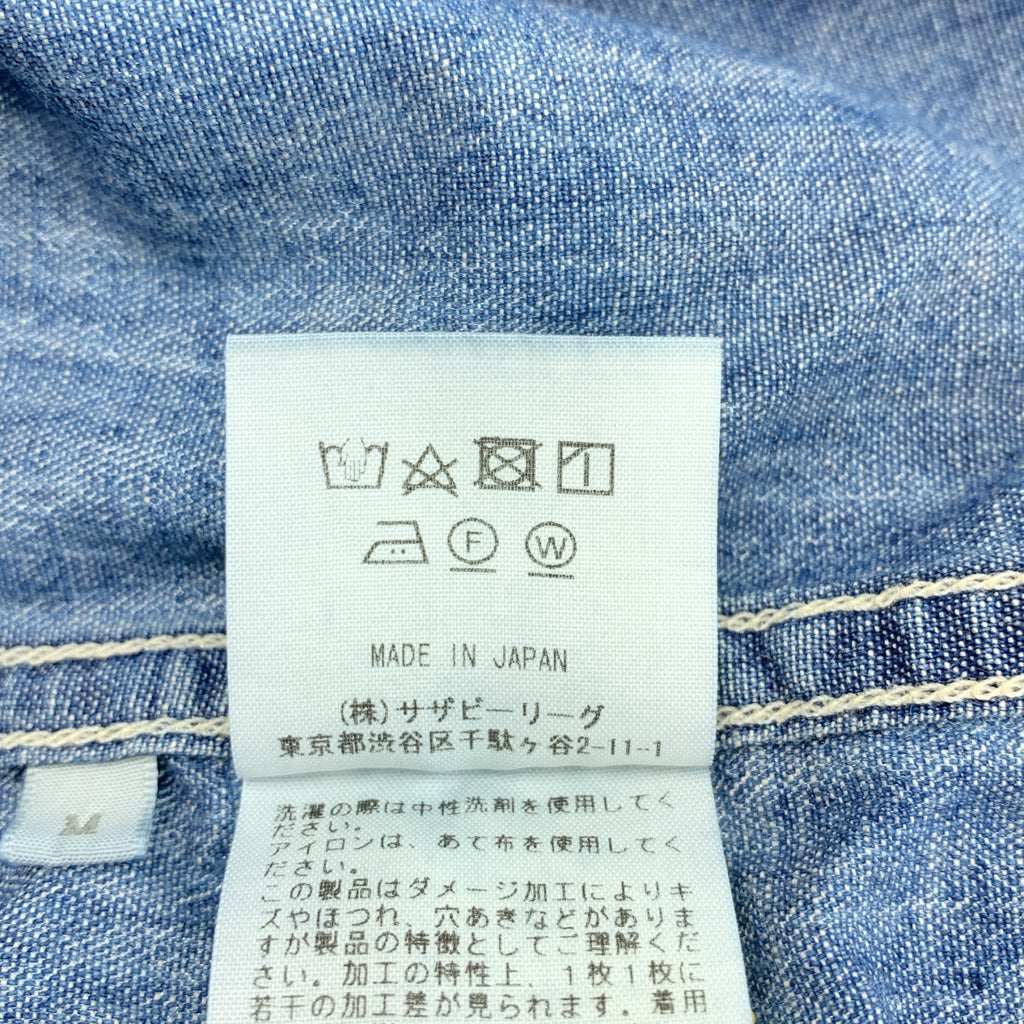 F W
MADE IN JAPAN
(株)サザビーリーグ
東京都渋谷区千駄ヶ谷2-11-1
M
洗濯の際は中性洗剤を使用してく
ださい。
アイロンは、あて布を使用してく
ださい。
この製品はダメージ加工によりキ
ズやほつれ、穴あきなどがありま
すが製品の特徴としてご理解くだ
さい。加工の特性上、1枚1枚に
若干の加工差が見られます。着用